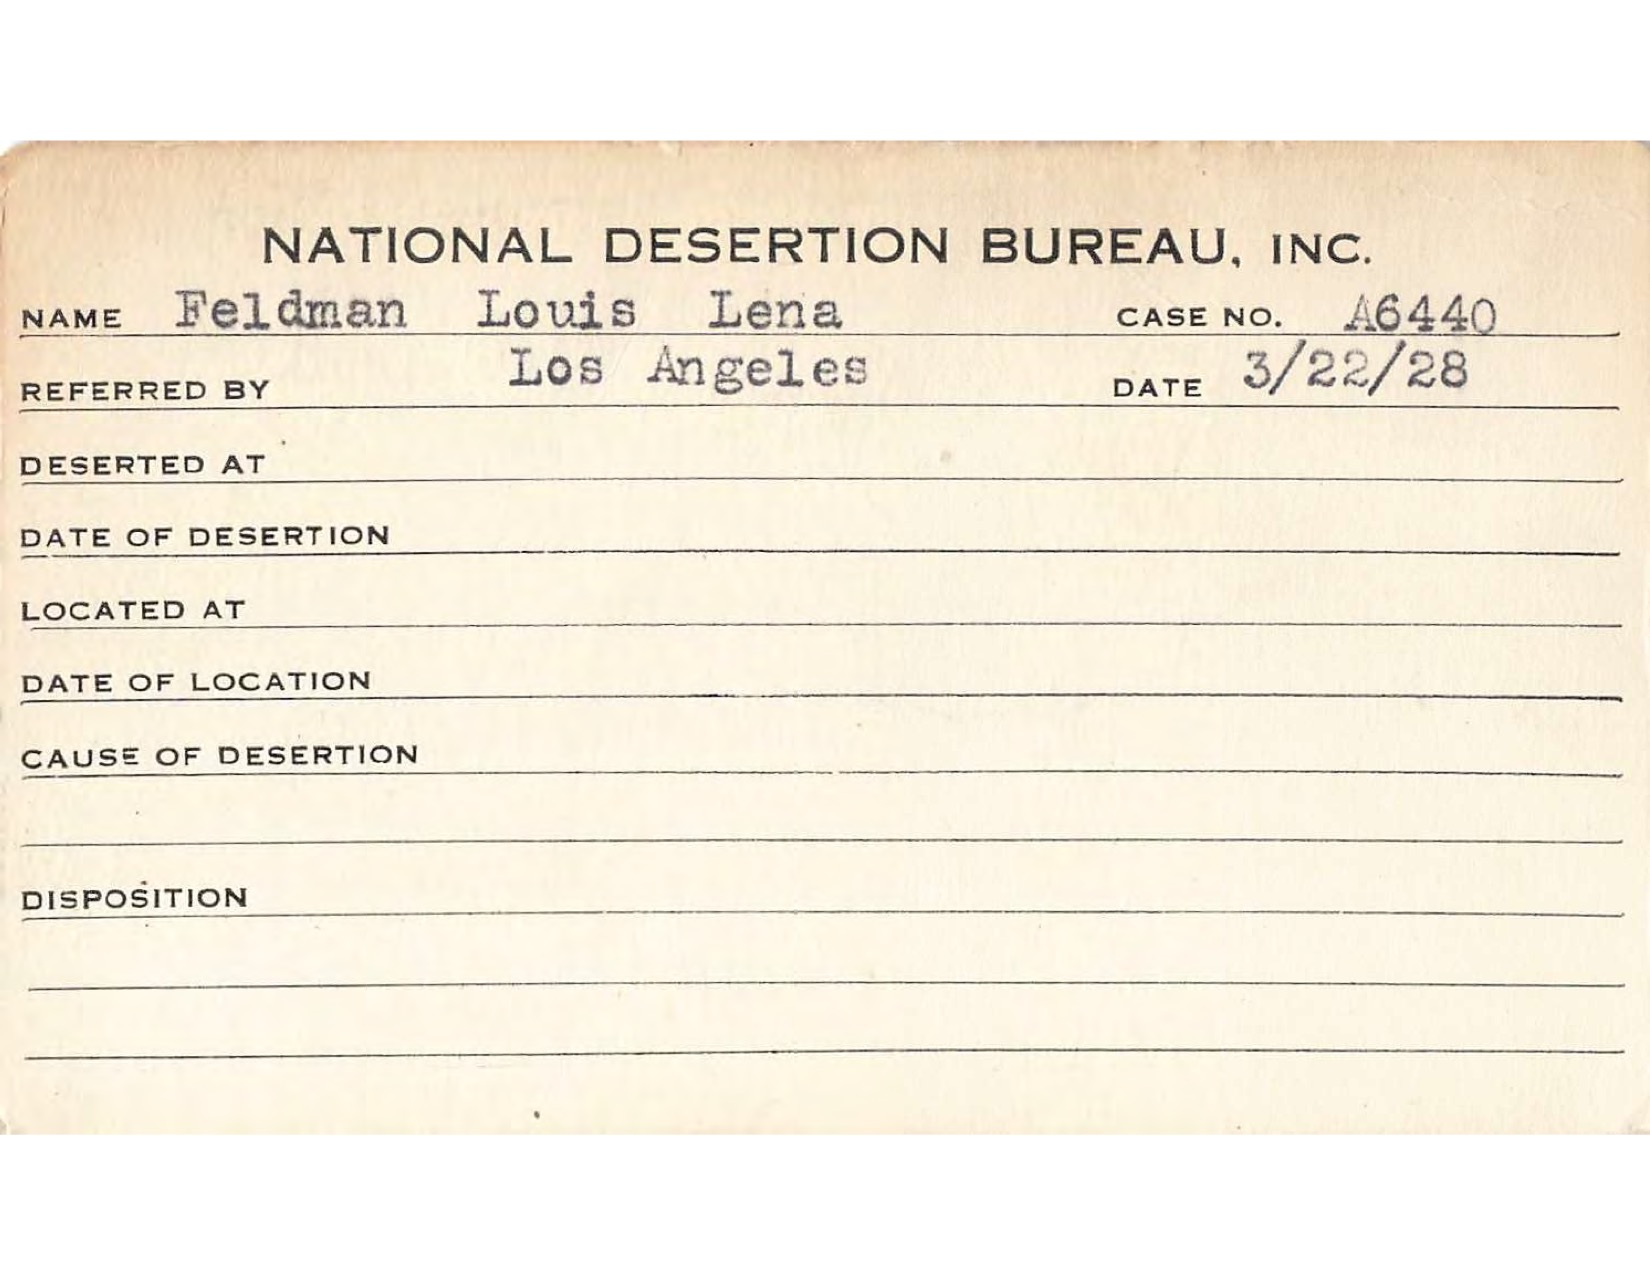 NATIONAL DESERTION BUREAU, INC.
NAME Feldman Louis Lena CASE NO. A6440
REFERRED BY Los Angeles DATE 3/22/28
DESERTED AT
DATE OF DESERTION
LOCATED AT
DATE OF LOCATION
CAUSE OF DESERTION
DISPOSITION